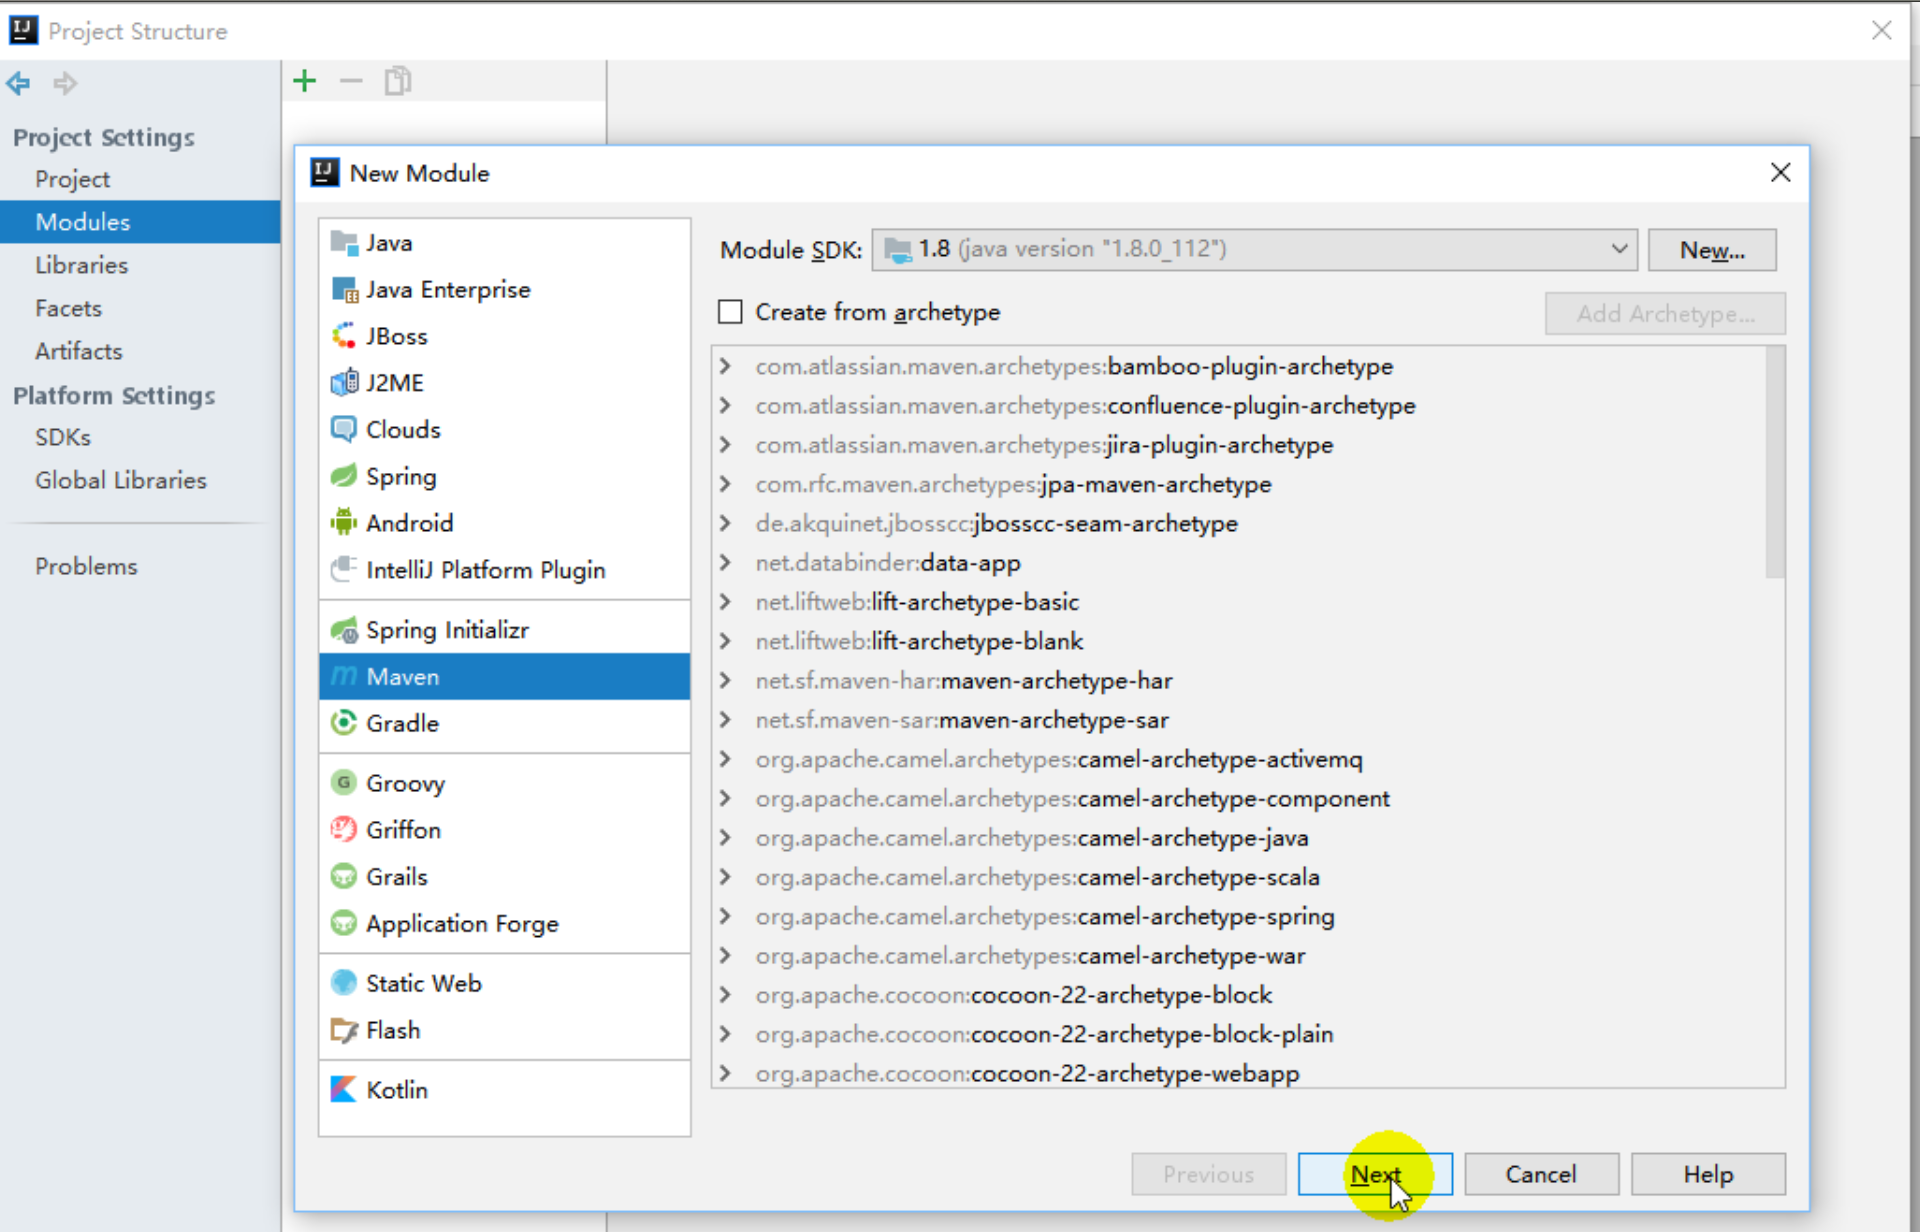 Project Structure
Project Settings
Project
Modules
Libraries
Facets
Artifacts
Platform Settings
SDKs
Global Libraries
Problems
New Module
Java
Java Enterprise
JBoss
J2ME
Clouds
Spring
Android
IntelliJ Platform Plugin
Spring Initializr
Maven
Gradle
Groovy
Griffon
Grails
Application Forge
Static Web
Flash
Kotlin
Module SDK: 1.8 (java version "1.8.0_112") New...
Create from archetype Add Archetype...
com.atlassian.maven.archetypes:bamboo-plugin-archetype
com.atlassian.maven.archetypes:confluence-plugin-archetype
com.atlassian.maven.archetypes:jira-plugin-archetype
com.rfc.maven.archetypes:jpa-maven-archetype
de.akquinet.jbosscc:jbosscc-seam-archetype
net.databinder:data-app
net.liftweb:lift-archetype-basic
net.liftweb:lift-archetype-blank
net.sf.maven-har:maven-archetype-har
net.sf.maven-sar:maven-archetype-sar
org.apache.camel.archetypes:camel-archetype-activemq
org.apache.camel.archetypes:camel-archetype-component
org.apache.camel.archetypes:camel-archetype-java
org.apache.camel.archetypes:camel-archetype-scala
org.apache.camel.archetypes:camel-archetype-spring
org.apache.camel.archetypes:camel-archetype-war
org.apache.cocoon:cocoon-22-archetype-block
org.apache.cocoon:cocoon-22-archetype-block-plain
org.apache.cocoon:cocoon-22-archetype-webapp
Previous Next Cancel Help